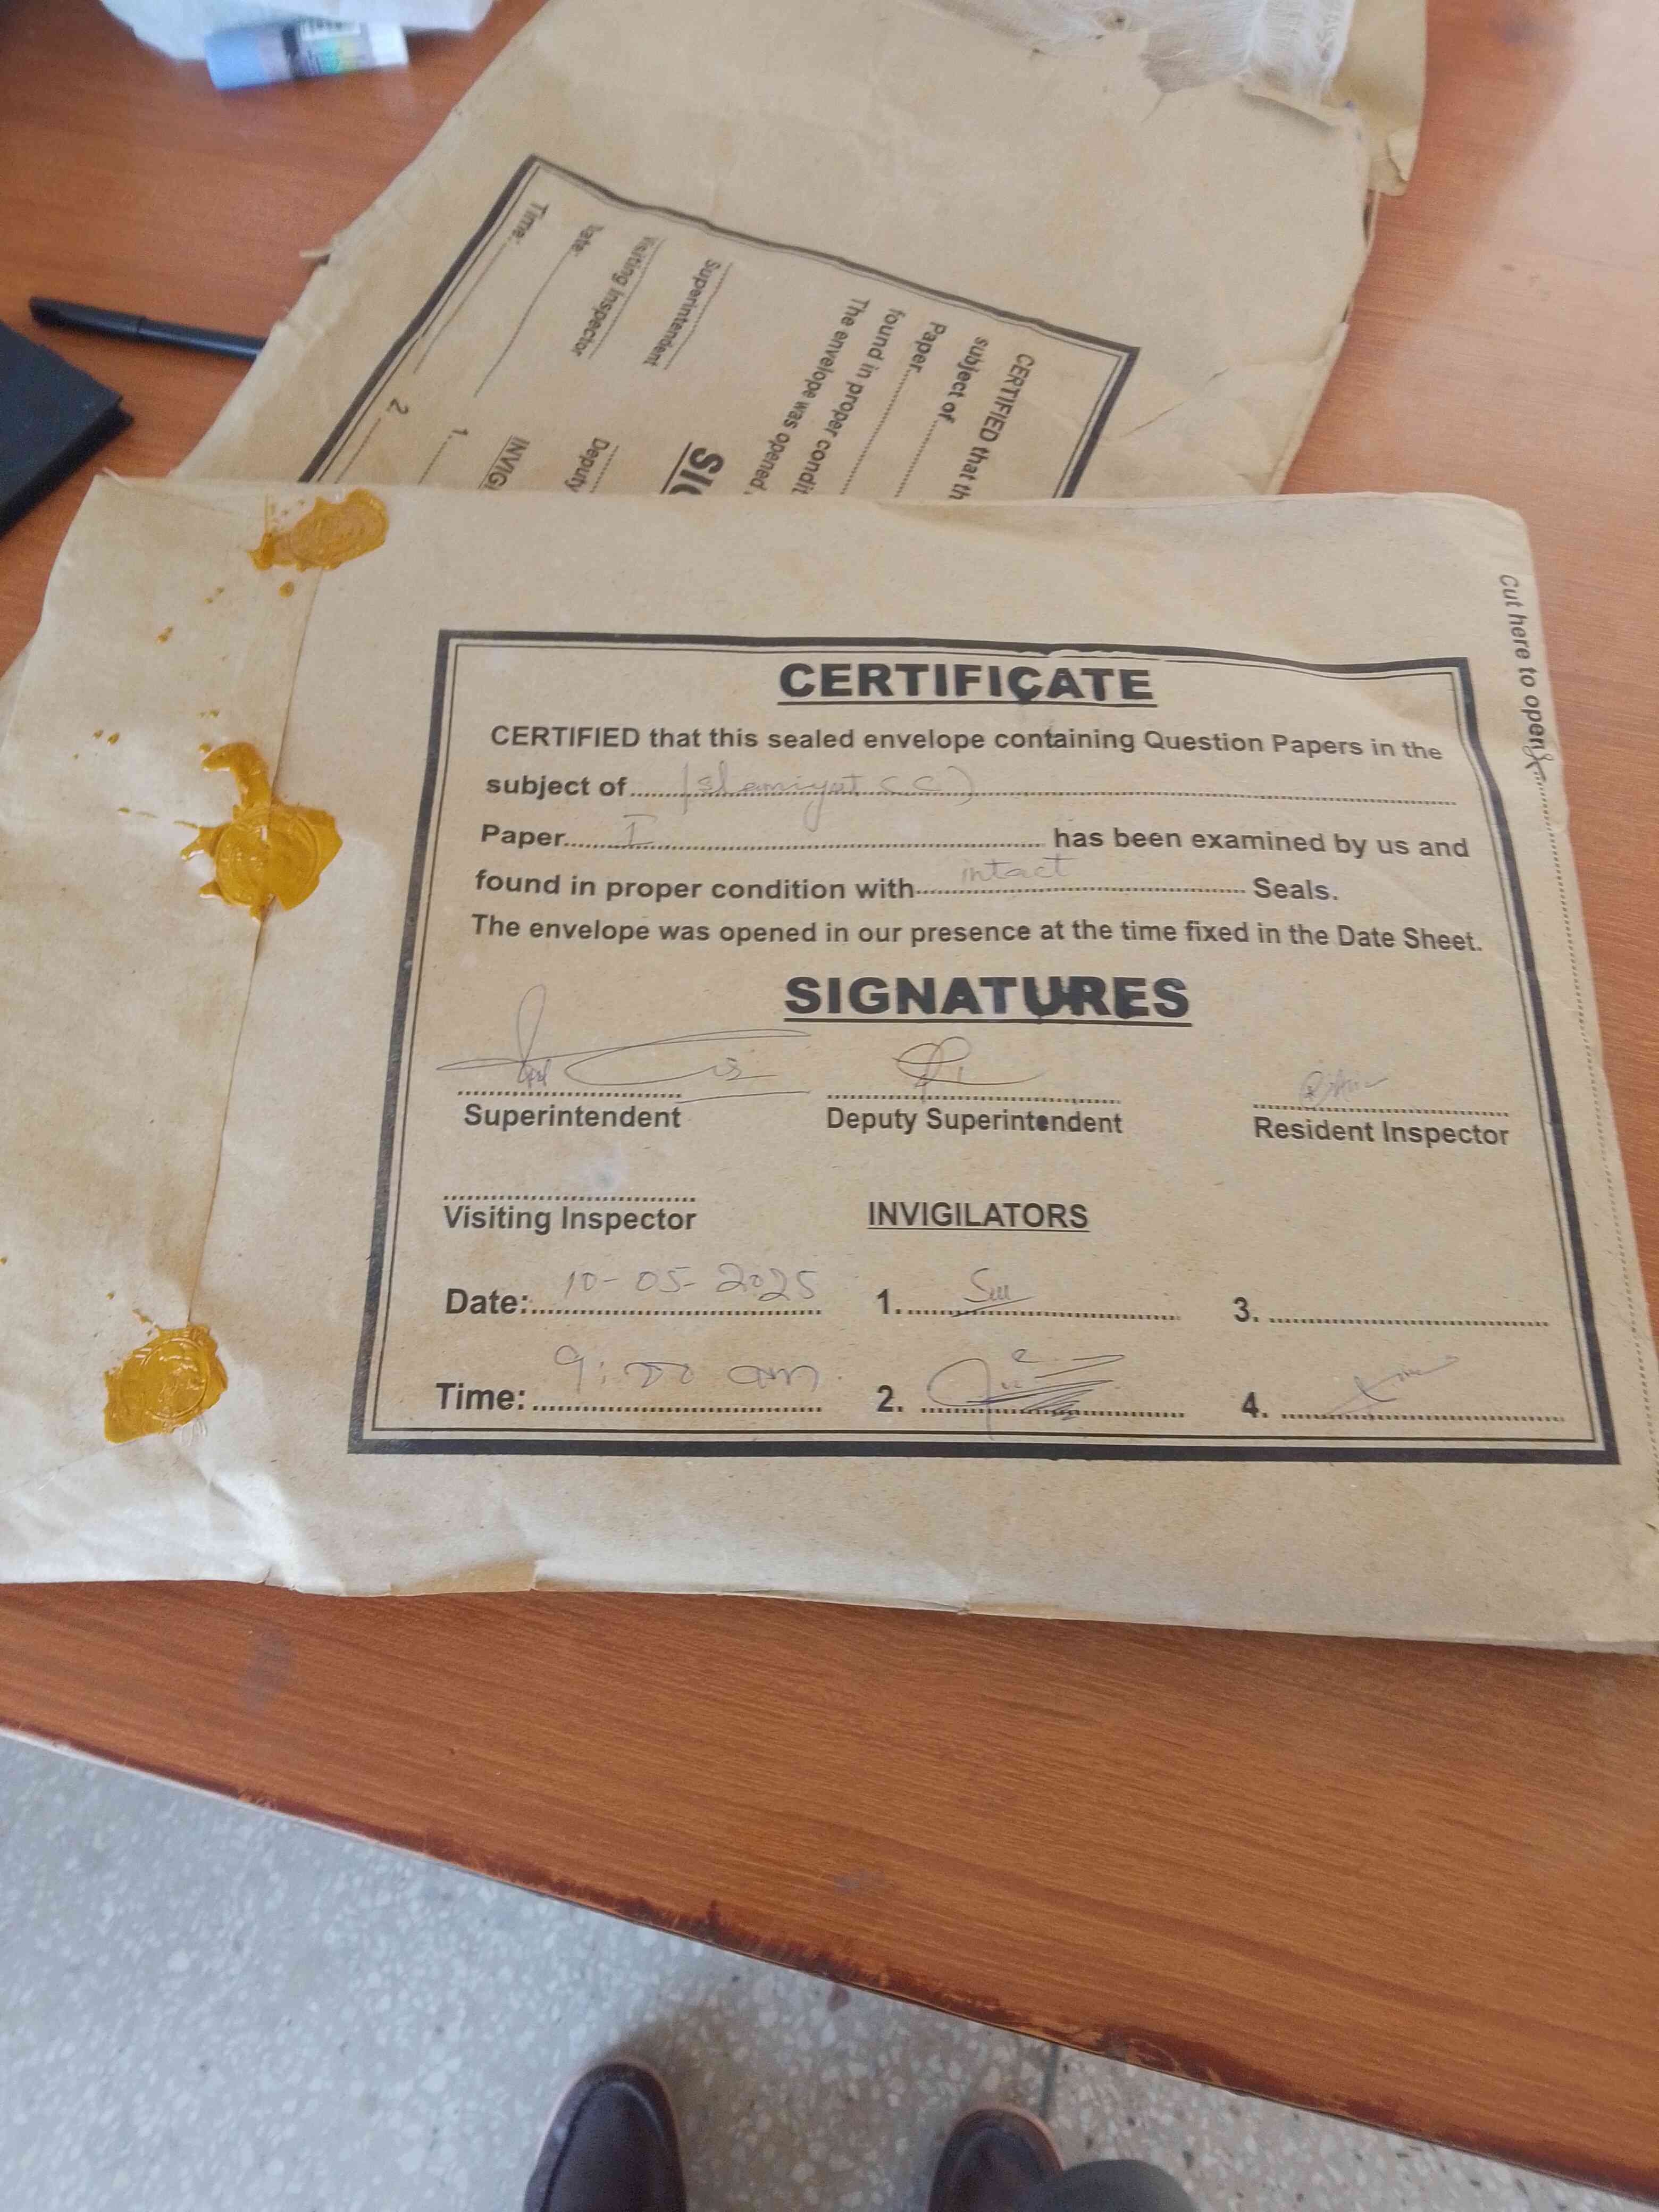 Time:
Date:
Visiting Inspector
Superintendent
The envelope was opened
found in proper condit
Paper
subject of
CERTIFIED that th
SIG
Deputy
INVIG
1.
2.
Cut here to open
CERTIFICATE
CERTIFIED that this sealed envelope containing Question Papers in the
subject of Islamiyat
Paper I has been examined by us and
found in proper condition with intact Seals.
The envelope was opened in our presence at the time fixed in the Date Sheet.
SIGNATURES
Superintendent Deputy Superintendent Resident Inspector
Visiting Inspector INVIGILATORS
Date: 10-05-2025 1. 3.
Time: 9:00 am. 2. 4.